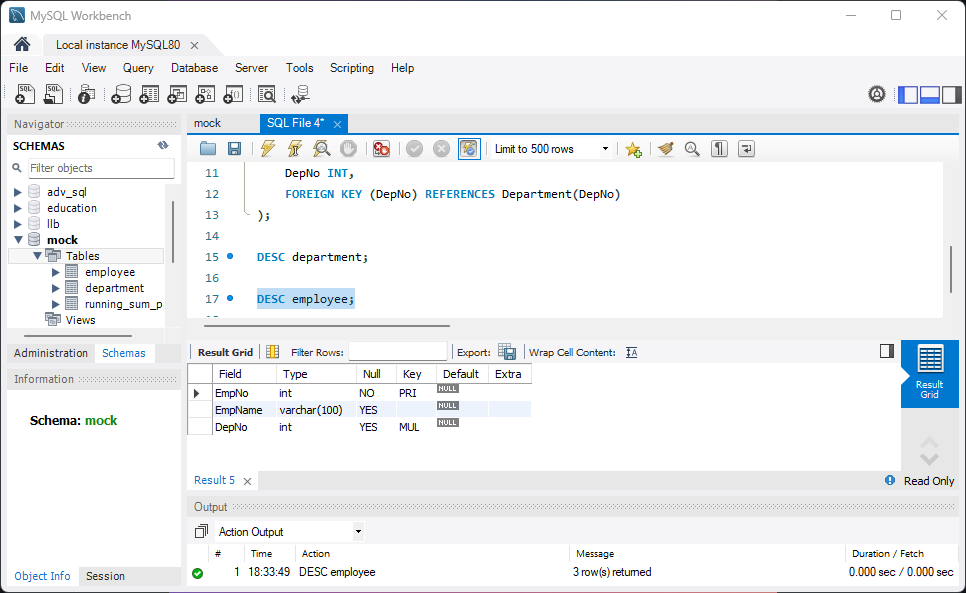 MySQL Workbench
Local instance MySQL80
File Edit View Query Database Server Tools Scripting Help
SQL SQL
Navigator
mock SQL File 4*
SCHEMAS
Limit to 500 rows
Filter objects
adv_sql
education
llb
mock
Tables
employee
department
running_sum_p
Views
11 DepNo INT,
12 FOREIGN KEY (DepNo) REFERENCES Department(DepNo)
13 );
14
15 DESC department;
16
17 DESC employee;
Administration Schemas
Information
Schema: mock
Result Grid Filter Rows: Export: Wrap Cell Content: IA
Field Type Null Key Default Extra
EmpNo int NO PRI NULL
EmpName varchar(100) YES NULL
DepNo int YES MUL NULL
Result
Grid
Result 5 Read Only
Output
Action Output
# Time Action Message Duration / Fetch
1 18:33:49 DESC employee 3 row(s) returned 0.000 sec / 0.000 sec
Object Info Session